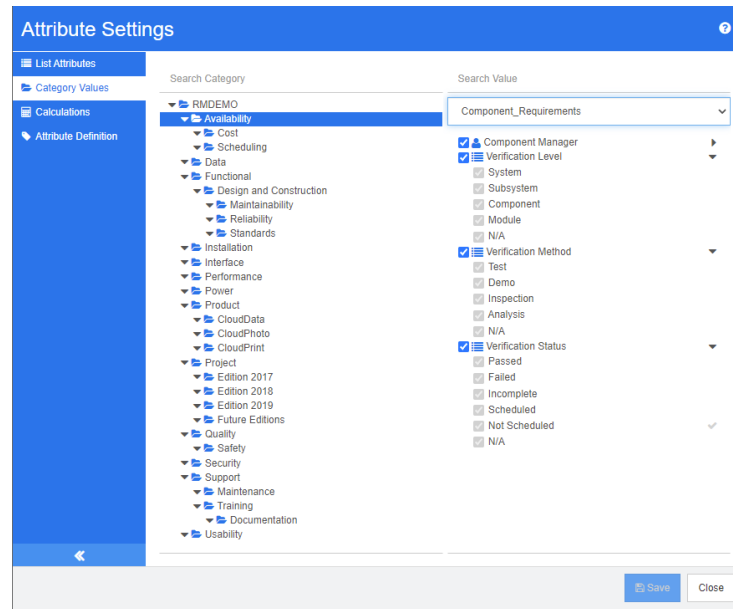 Attribute Settings
List Attributes
Category Values
Calculations
Attribute Definition
Search Category
RMDEMO
Availability
Cost
Scheduling
Data
Functional
Design and Construction
Maintainability
Reliability
Standards
Installation
Interface
Performance
Power
Product
CloudData
CloudPhoto
CloudPrint
Project
Edition 2017
Edition 2018
Edition 2019
Future Editions
Quality
Safety
Security
Support
Maintenance
Training
Documentation
Usability
Search Value
Component_Requirements
Component Manager
Verification Level
System
Subsystem
Component
Module
N/A
Verification Method
Test
Demo
Inspection
Analysis
N/A
Verification Status
Passed
Failed
Incomplete
Scheduled
Not Scheduled
N/A
Save
Close